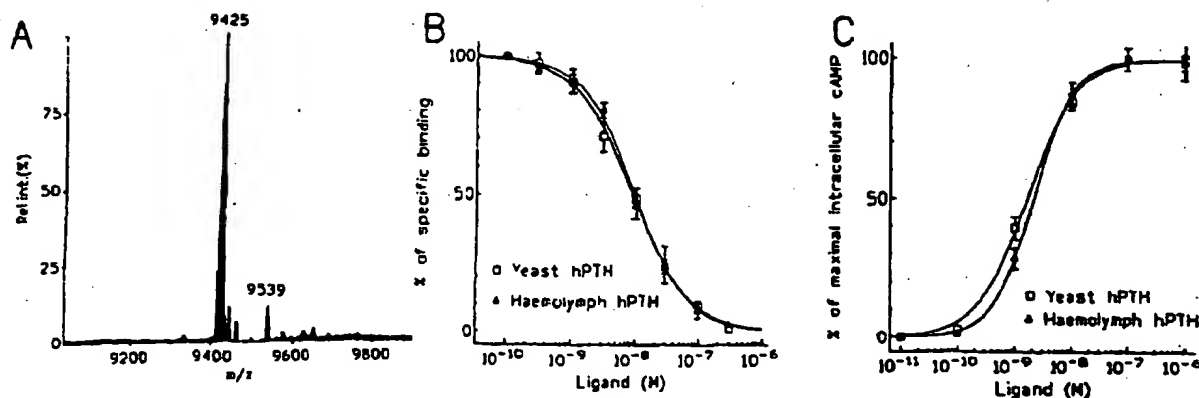 A
9425
75
50
25
0
Rel.int.(%)
9539
9200
9400
9600
9800
m/z
B
100
50
0
% of specific binding
□ Yeast hPTH
▲ Haemolymph hPTH
10⁻¹⁰
10⁻⁹
10⁻⁸
10⁻⁷
10⁻⁶
Ligand (M)
C
100
50
0
% of maximal intracellular cAMP
□ Yeast hPTH
▲ Haemolymph hPTH
10⁻¹¹
10⁻¹⁰
10⁻⁹
10⁻⁸
10⁻⁷
10⁻⁶
Ligand (M)